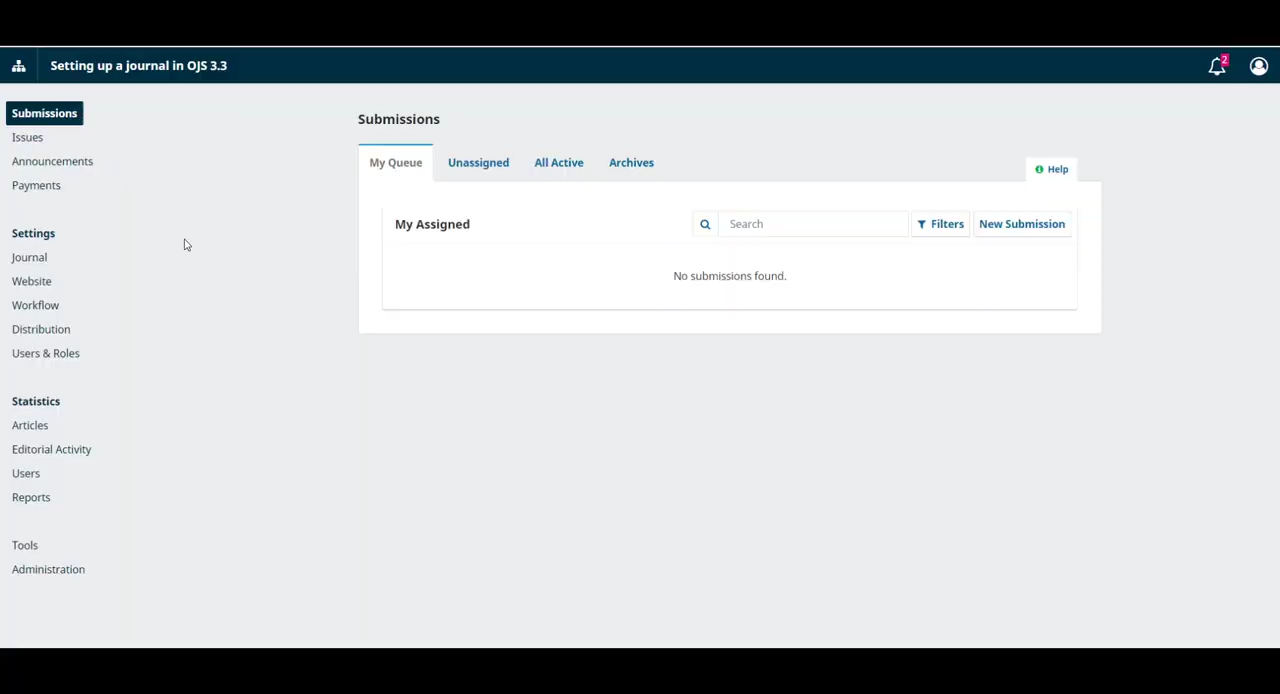 Setting up a journal in OJS 3.3
2
Submissions
Issues
Announcements
Payments
Settings
Journal
Website
Workflow
Distribution
Users & Roles
Statistics
Articles
Editorial Activity
Users
Reports
Tools
Administration
Submissions
My Queue Unassigned All Active Archives
Help
My Assigned Search Filters New Submission
No submissions found.